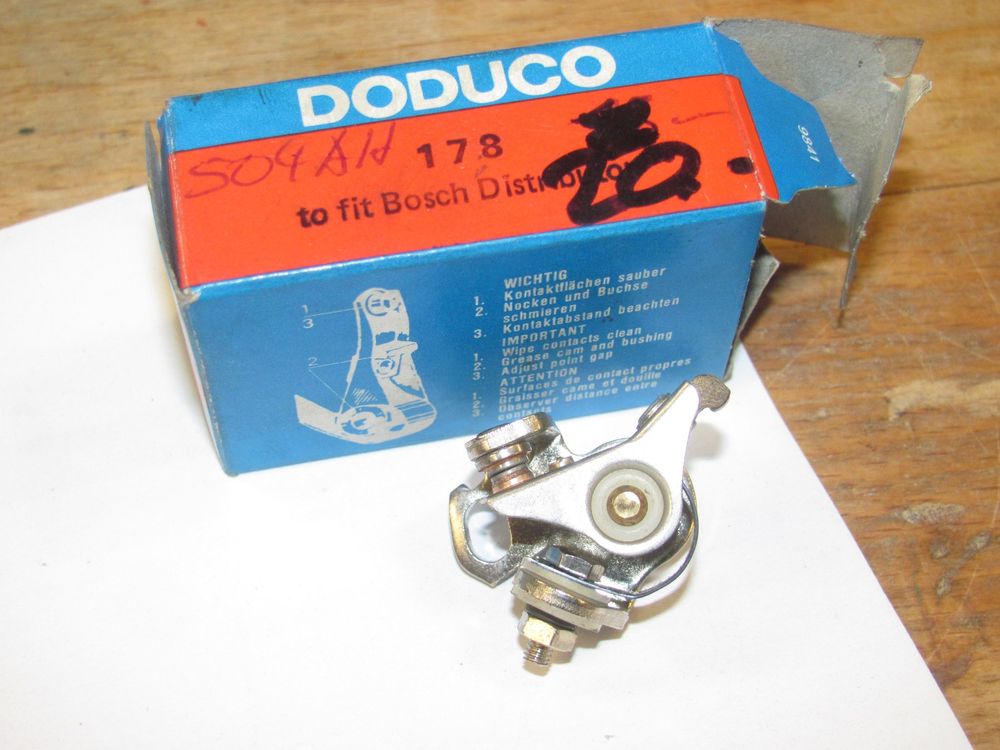 DODUCO
504AH
178
20.
to fit Bosch Distributor
9841
1
3
2
WICHTIG
1. Kontaktflächen sauber
2. Nocken und Buchse
schmieren
3. Kontaktabstand beachten
IMPORTANT
1. Wipe contacts clean
2. Grease cam and bushing
3. Adjust point gap
ATTENTION
1. Surfaces de contact propres
2. Graisser came et douille
3 Observer distance entre
contacts